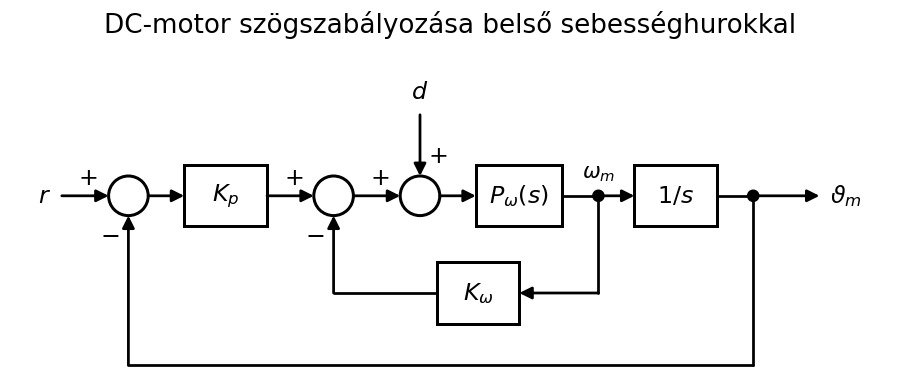 DC-motor szögszabályozása belső sebességhurokkal
d
+
+ + + ω_m
r K_p P_ω(s) 1/s ϑ_m
− −
K_ω